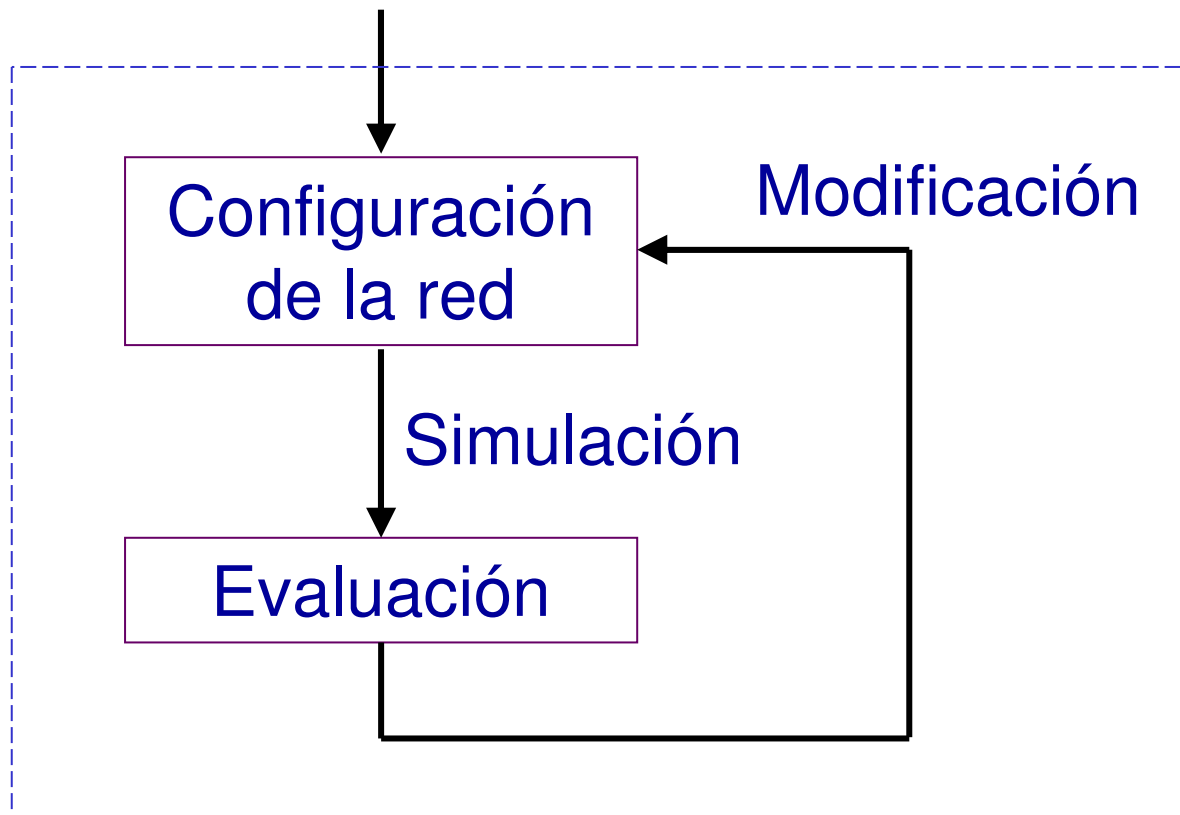 Modificación
Configuración
de la red
Simulación
Evaluación